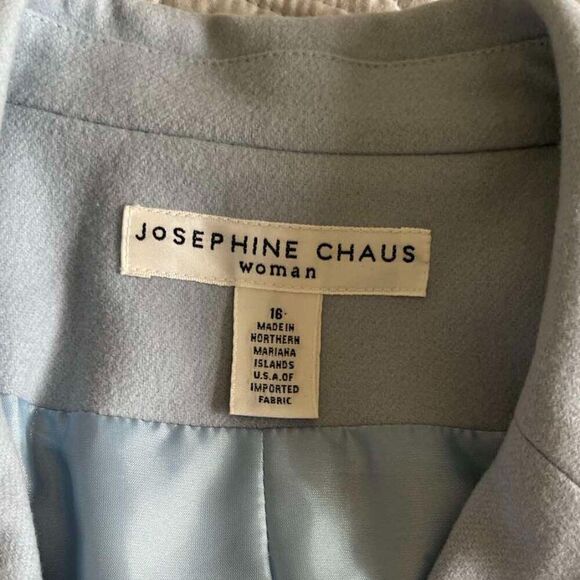 JoSEPHINE CHAUS
woman
16
MADE IN
NORTHERN
MARIANA
ISLANDS
U.S.A.OF
IMPORTED
FABRIC